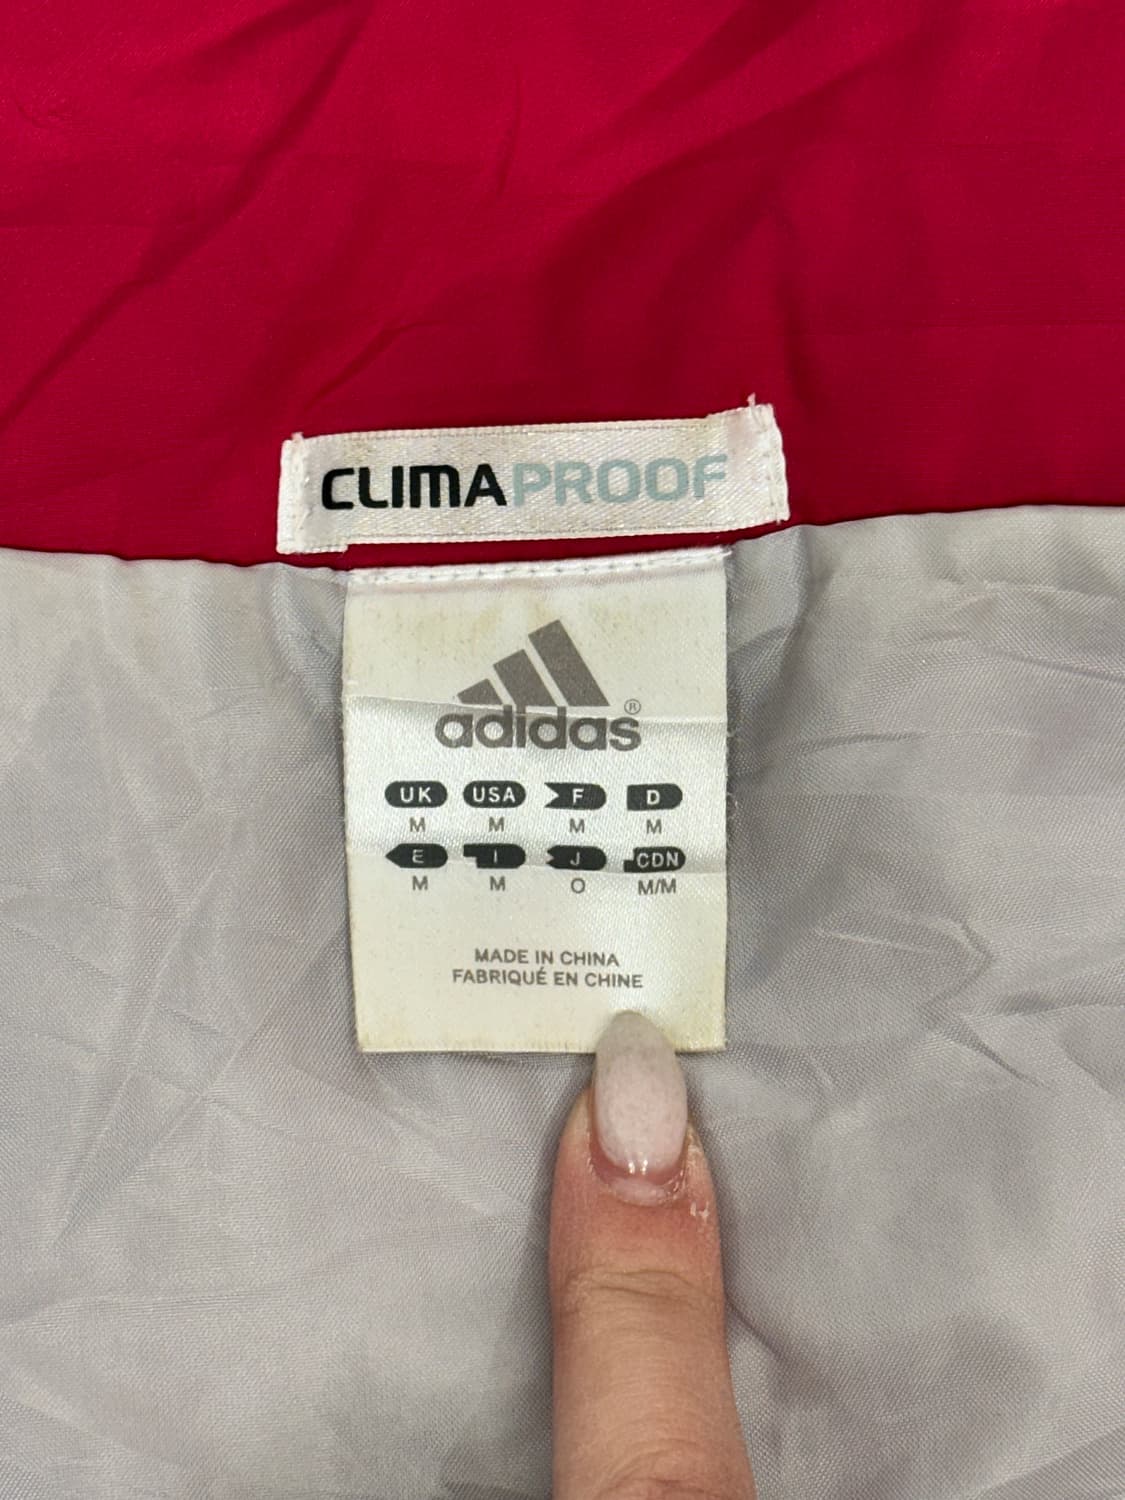 CLIMAPROOF
adidas®
UK USA F D
M M M M
E I J CDN
M M O M/M
MADE IN CHINA
FABRIQUÉ EN CHINE